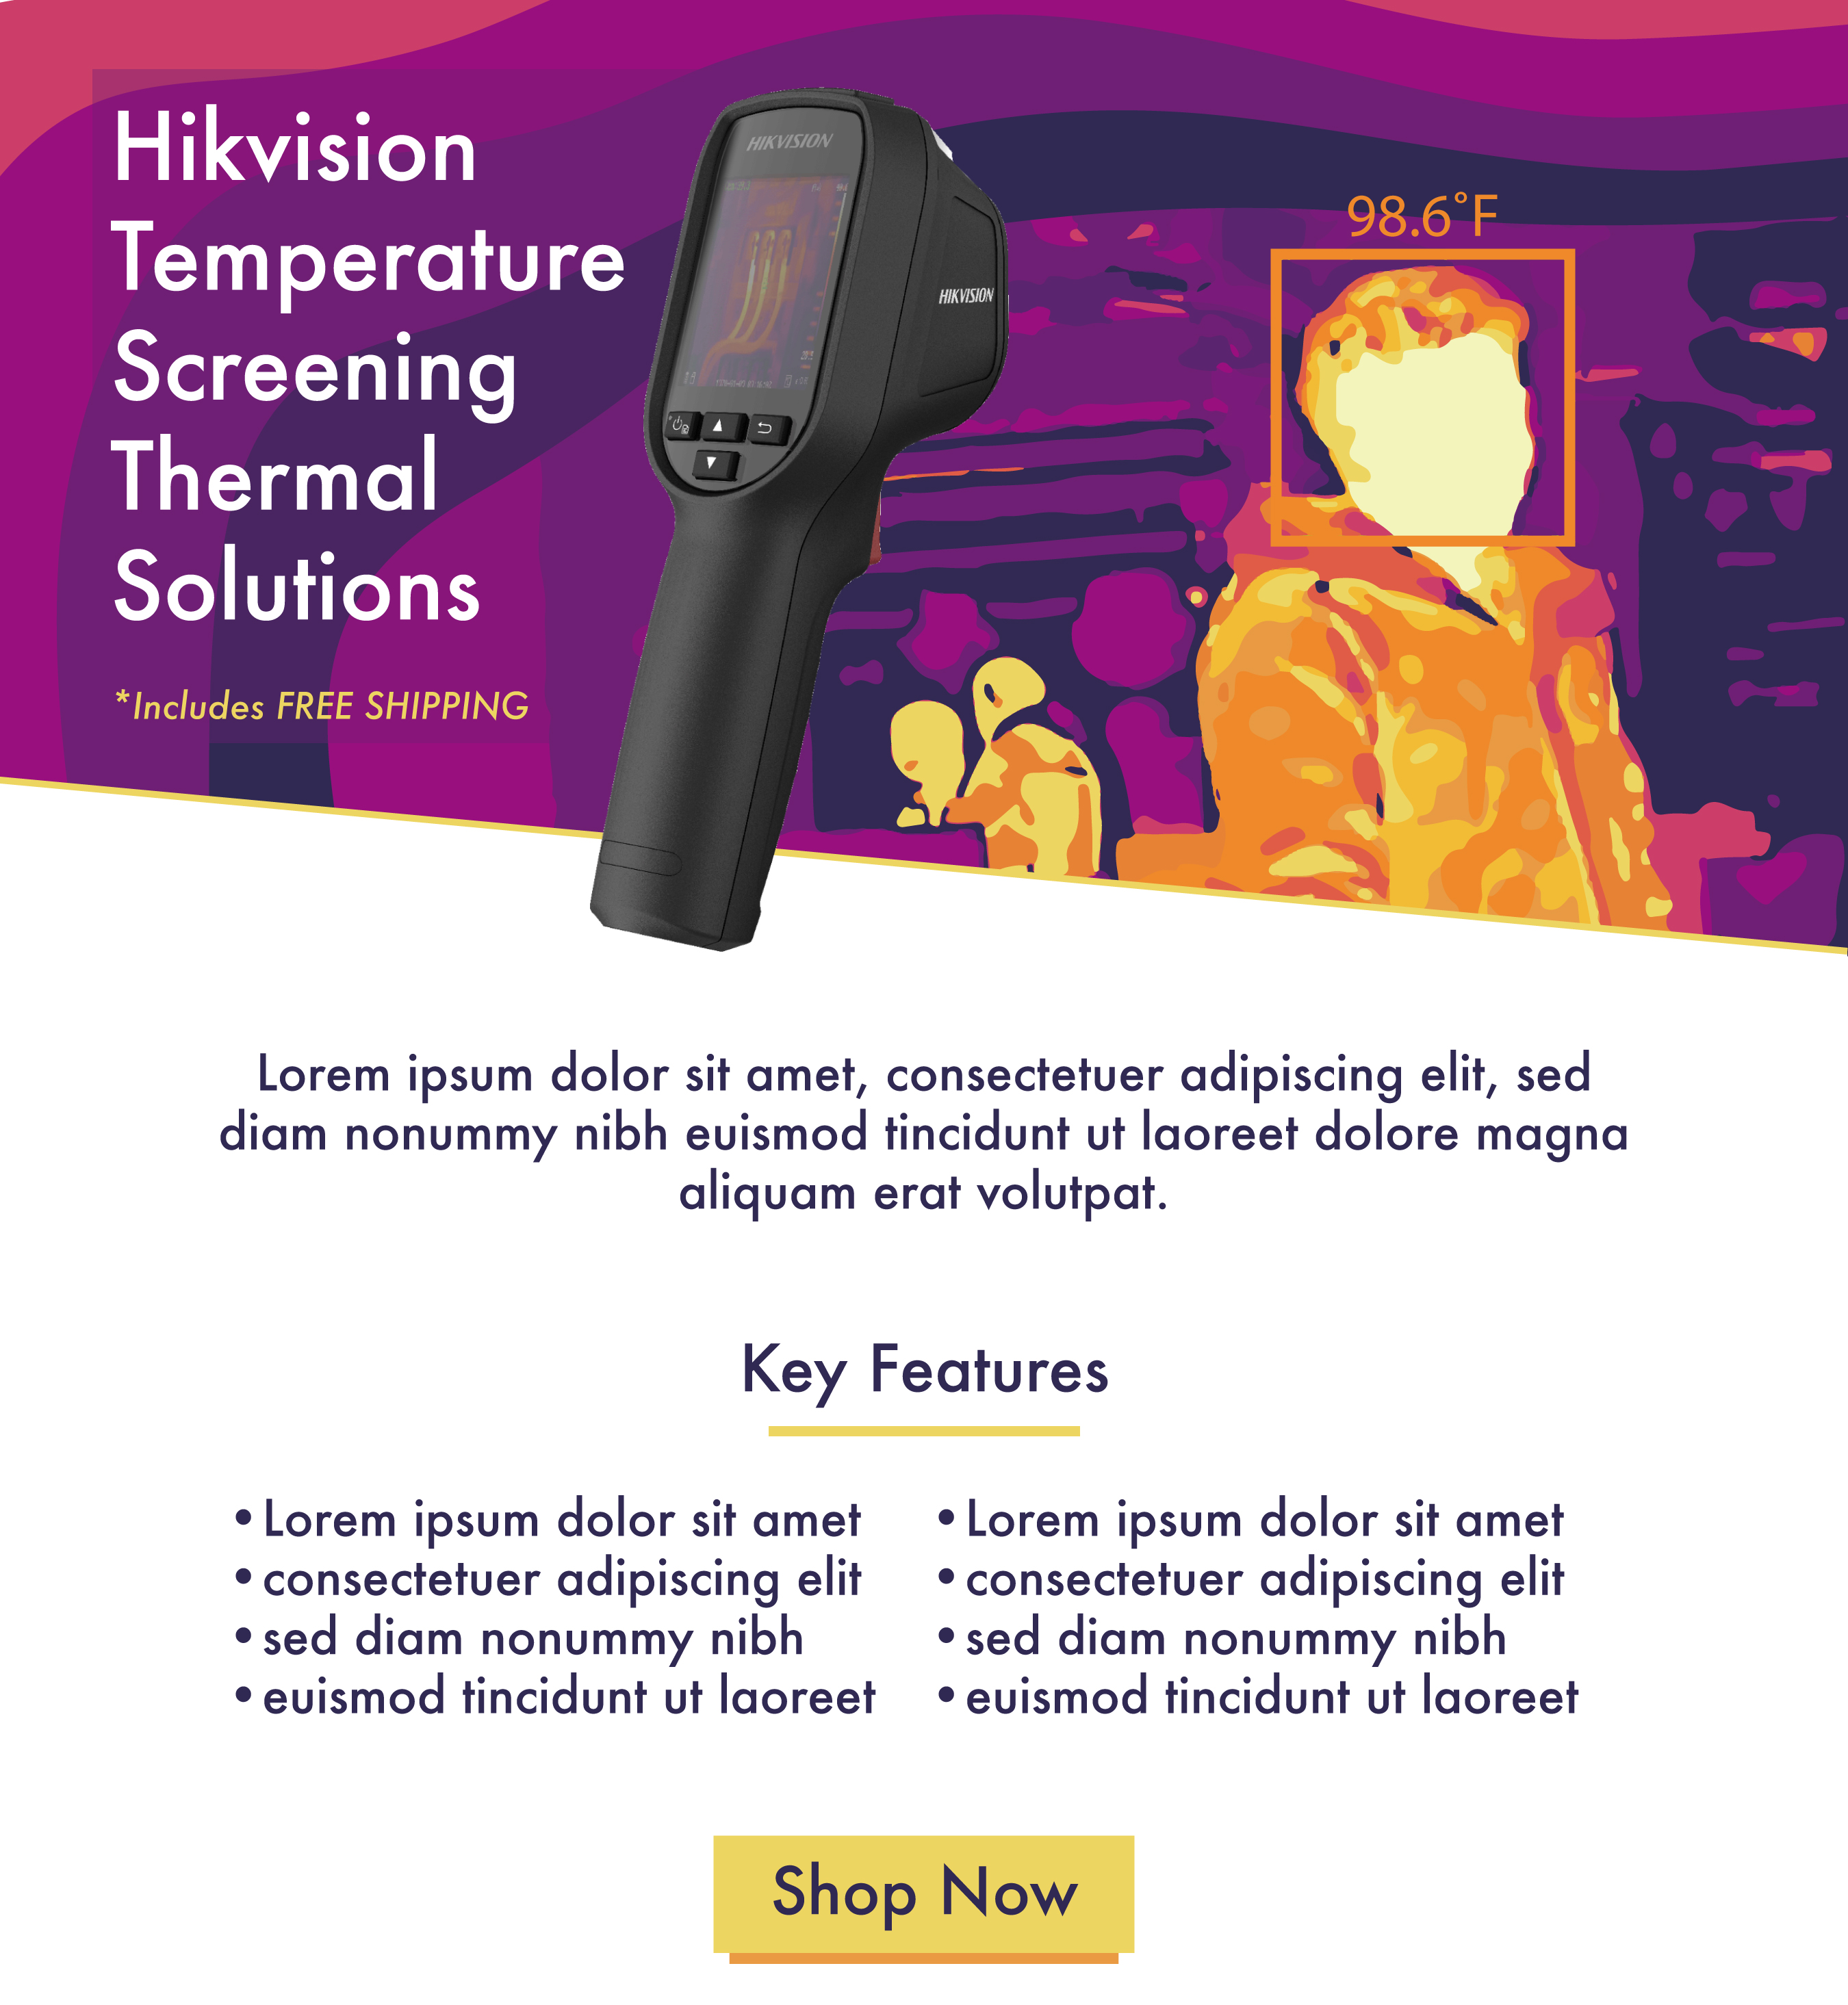 Hikvision
Temperature
Screening
Thermal
Solutions
*Includes FREE SHIPPING
HIKVISION
HIKVISION
98.6°F
Lorem ipsum dolor sit amet, consectetuer adipiscing elit, sed
diam nonummy nibh euismod tincidunt ut laoreet dolore magna
aliquam erat volutpat.
Key Features
•Lorem ipsum dolor sit amet
•consectetuer adipiscing elit
•sed diam nonummy nibh
•euismod tincidunt ut laoreet
•Lorem ipsum dolor sit amet
•consectetuer adipiscing elit
•sed diam nonummy nibh
•euismod tincidunt ut laoreet
Shop Now